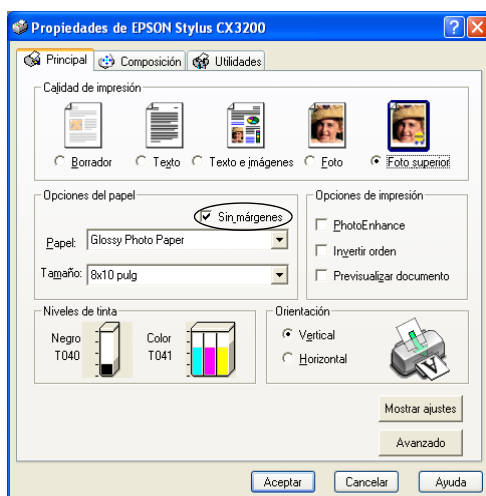 Propiedades de EPSON Stylus CX3200
Principal Composición Utilidades
Calidad de impresión
Borrador Texto Texto e imágenes Foto Foto superior
Opciones del papel
Sin márgenes
Papel: Glossy Photo Paper
Tamaño: 8x10 pulg
Opciones de impresión
PhotoEnhance
Invertir orden
Previsualizar documento
Niveles de tinta
Negro
T040
Color
T041
Orientación
Vertical
Horizontal
Mostrar ajustes
Avanzado
Aceptar Cancelar Ayuda